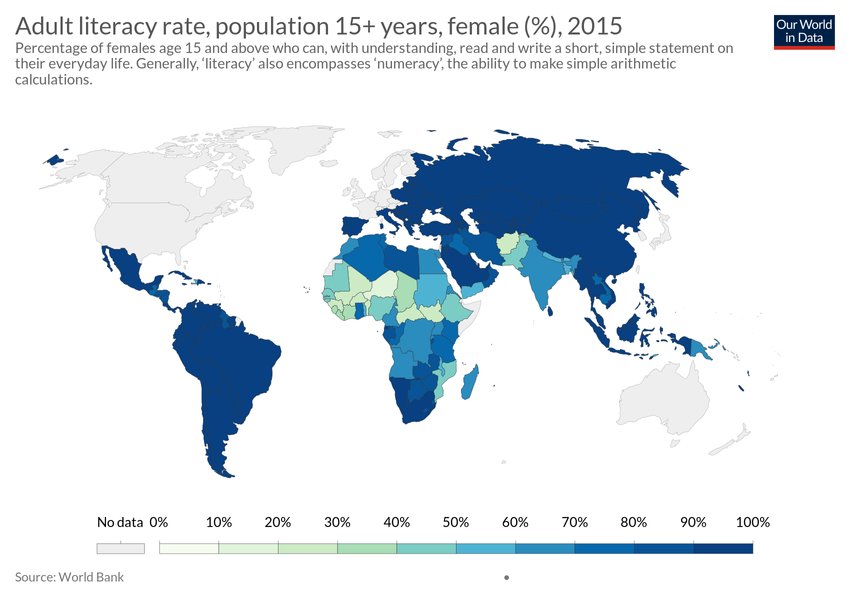 Adult literacy rate, population 15+ years, female (%), 2015
Our World
in Data
Percentage of females age 15 and above who can, with understanding, read and write a short, simple statement on
their everyday life. Generally, ‘literacy’ also encompasses ‘numeracy’, the ability to make simple arithmetic
calculations.
No data 0% 10% 20% 30% 40% 50% 60% 70% 80% 90% 100%
Source: World Bank